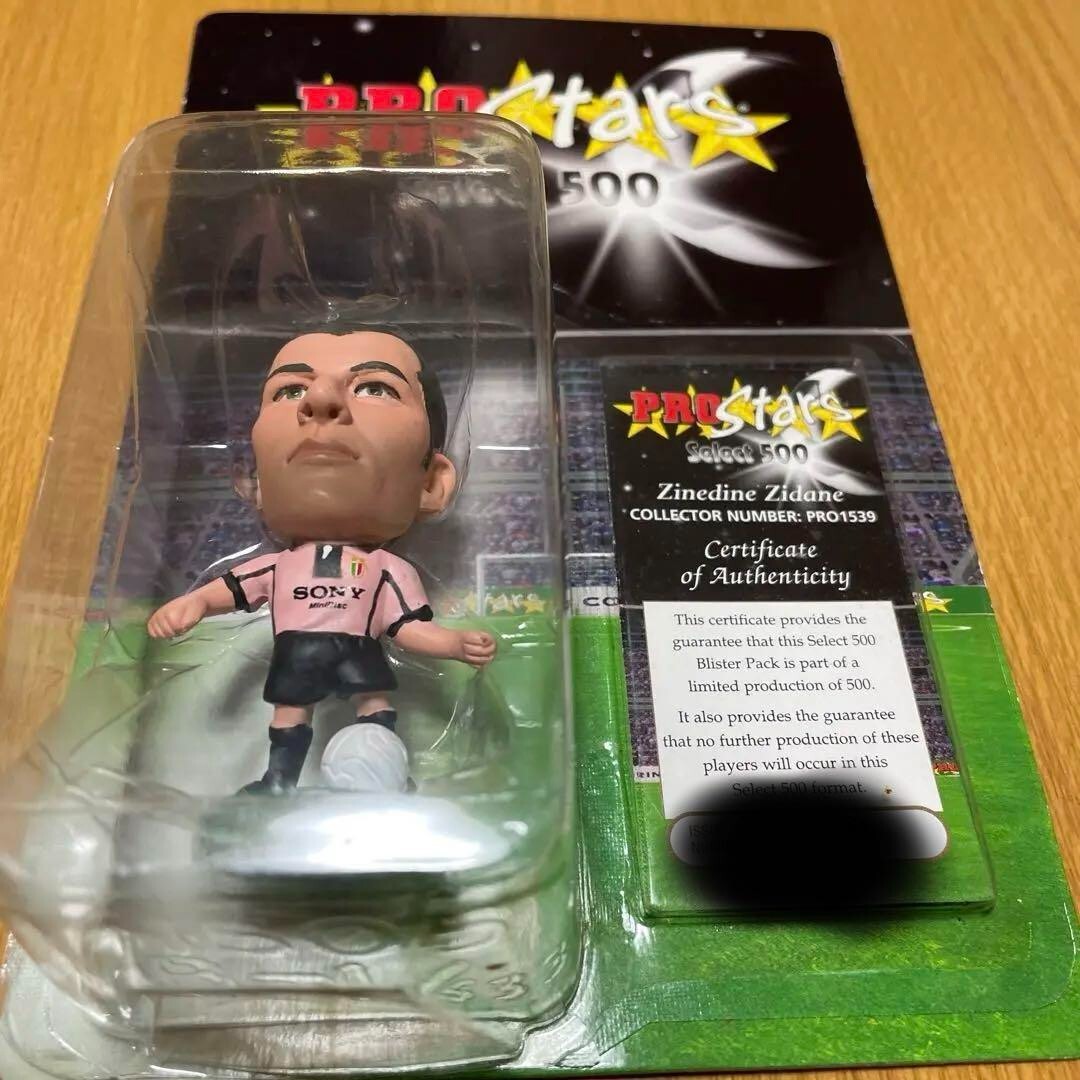 PRO Stars
500
SONY
MiniDisc
PRO Stars
Select 500
Zinedine Zidane
COLLECTOR NUMBER: PRO1539
Certificate
of Authenticity
This certificate provides the
guarantee that this Select 500
Blister Pack is part of a
limited production of 500.
It also provides the guarantee
that no further production of these
players will occur in this
Select 500 format.